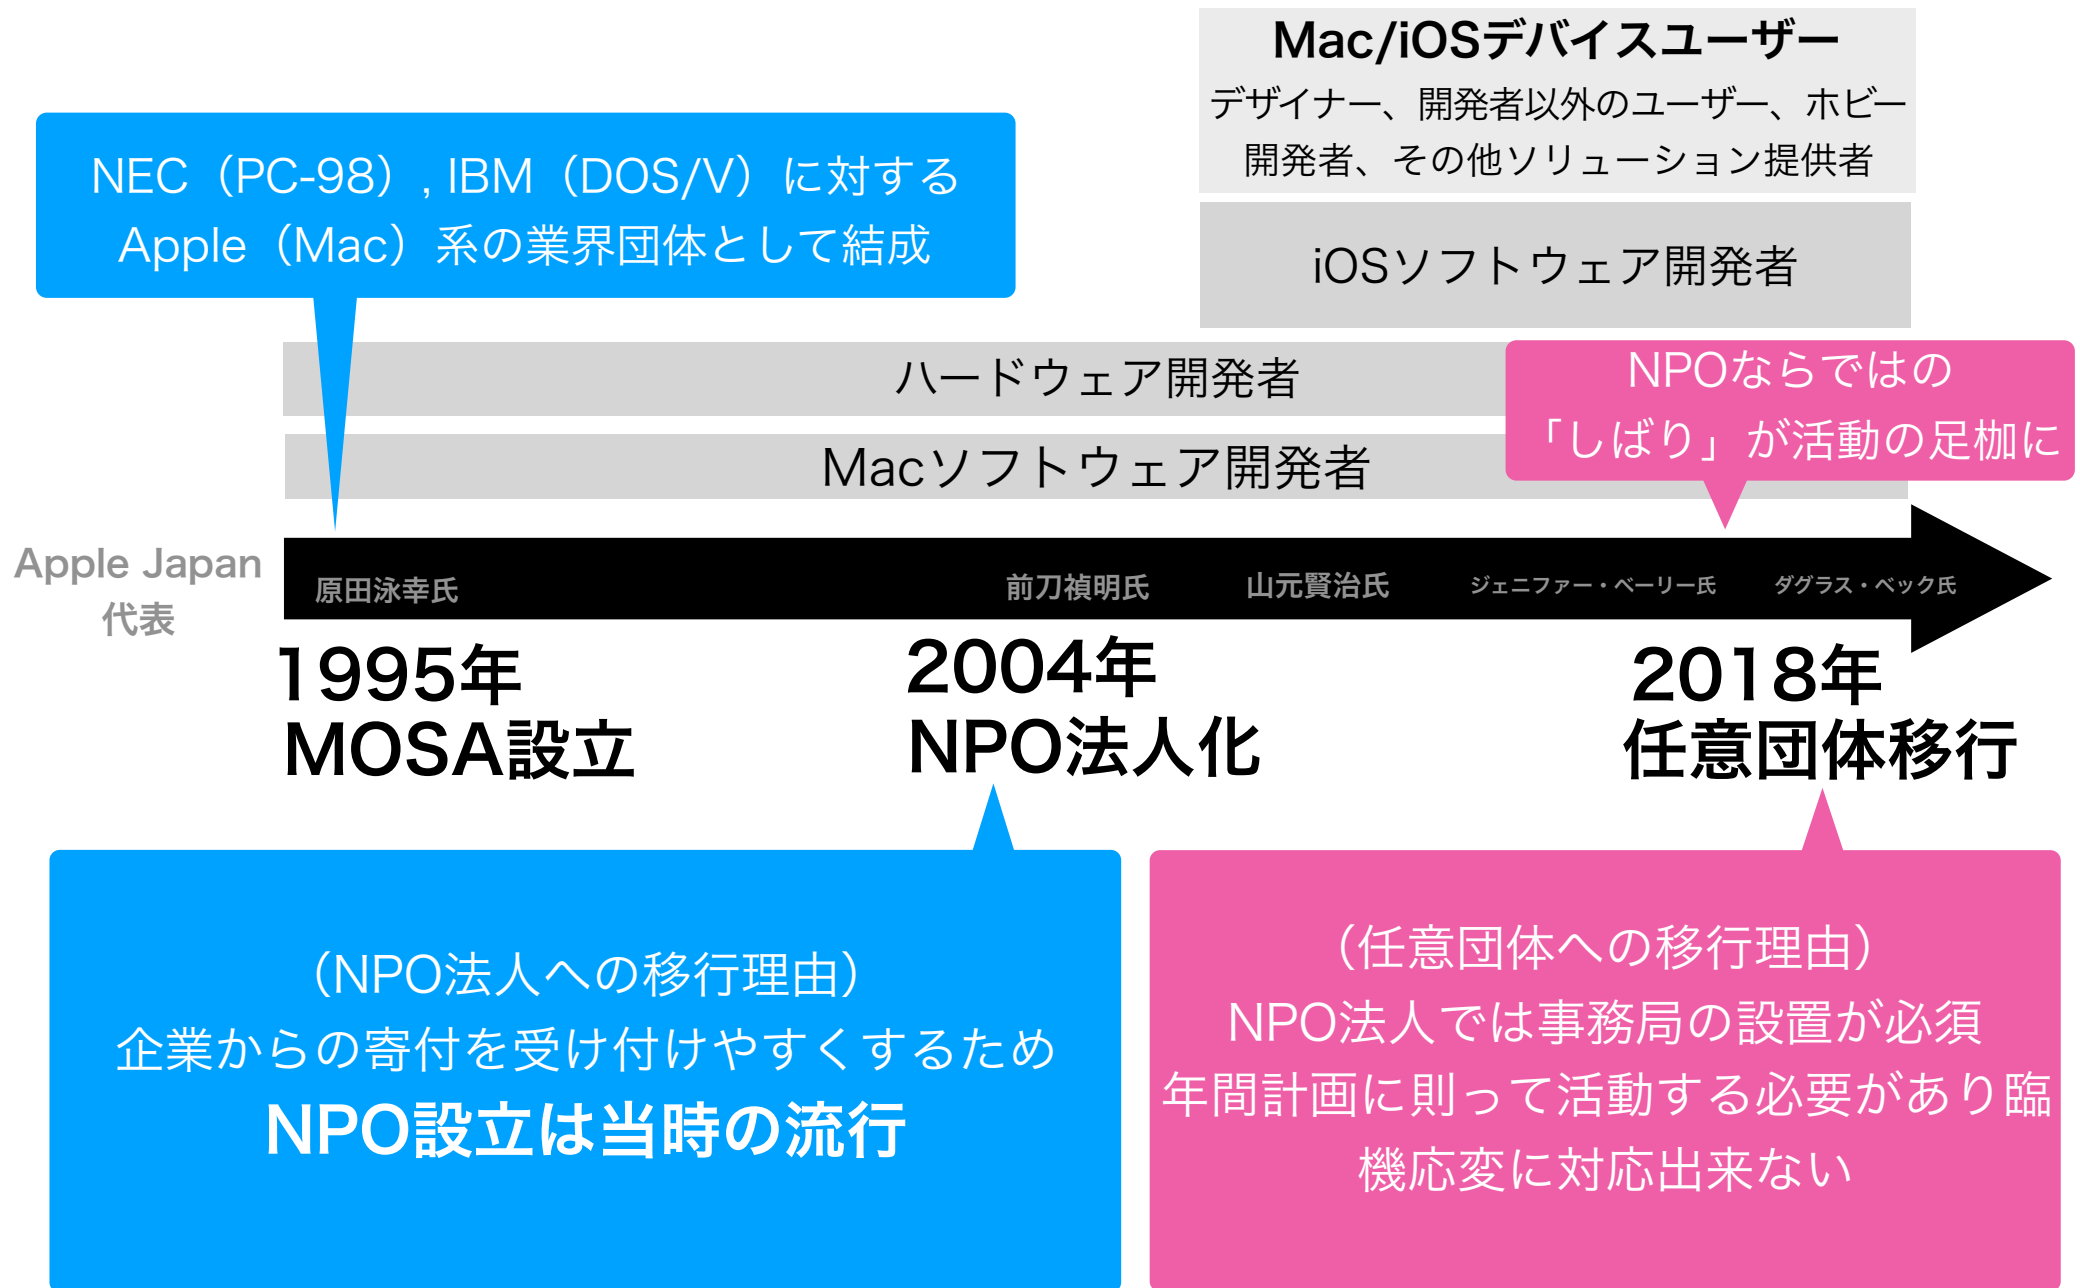 Mac/iOSデバイスユーザー
デザイナー、開発者以外のユーザー、ホビー
開発者、その他ソリューション提供者
NEC（PC-98）, IBM（DOS/V）に対する
Apple（Mac）系の業界団体として結成
iOSソフトウェア開発者
ハードウェア開発者
NPOならではの
「しばり」が活動の足枷に
Macソフトウェア開発者
Apple Japan
代表
原田泳幸氏
前刀禎明氏
山元賢治氏
ジェニファー・ベーリー氏
ダグラス・ベック氏
1995年
MOSA設立
2004年
NPO法人化
2018年
任意団体移行
（NPO法人への移行理由）
企業からの寄付を受け付けやすくするため
NPO設立は当時の流行
（任意団体への移行理由）
NPO法人では事務局の設置が必須
年間計画に則って活動する必要があり臨
機応変に対応出来ない